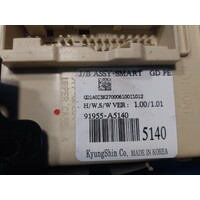 J/B ASSY-SMART GD PE
H/W,S/W VER : 1.00/1.01
91955-A5140
5140
KyungShin Co, MADE IN KOREA